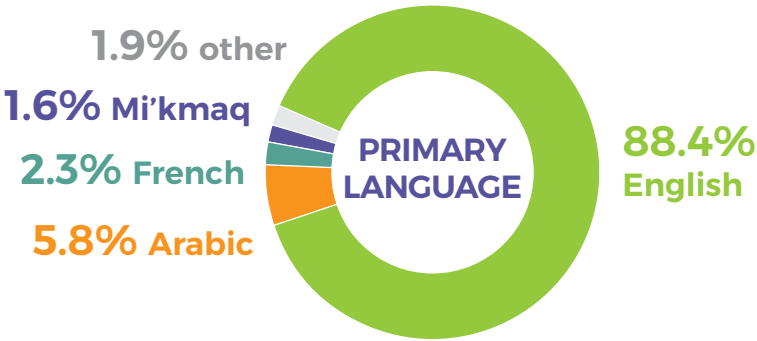 1.9% other
1.6% Mi’kmaq
2.3% French
5.8% Arabic
PRIMARY
LANGUAGE
88.4%
English